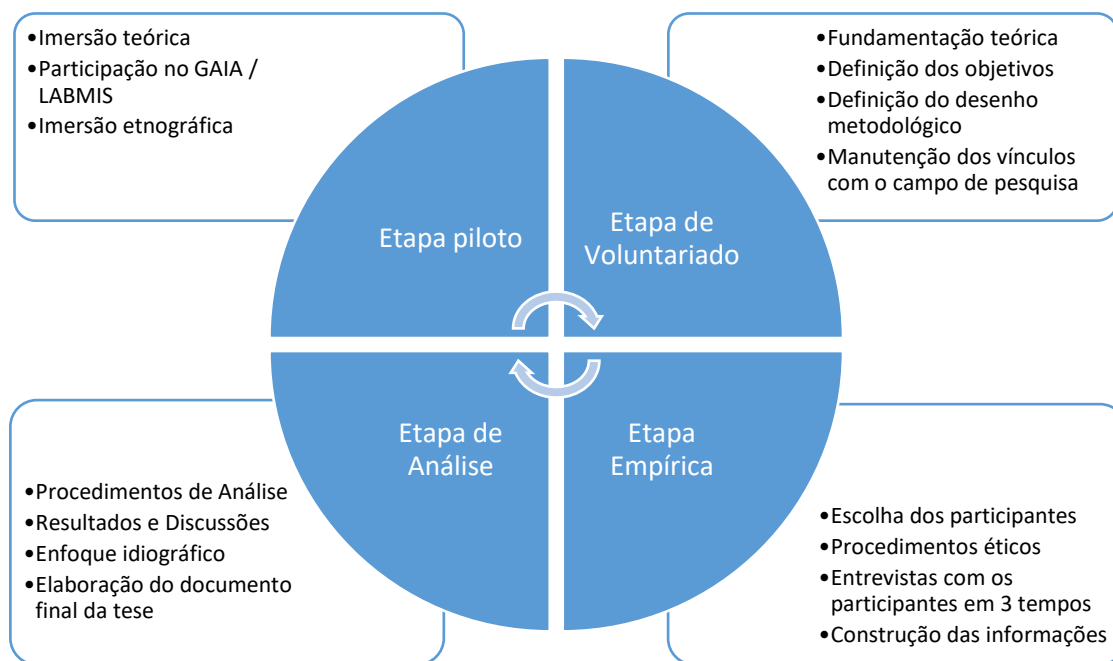 •Imersão teórica
•Participação no GAIA /
LABMIS
•Imersão etnográfica
•Fundamentação teórica
•Definição dos objetivos
•Definição do desenho
metodológico
•Manutenção dos vínculos
com o campo de pesquisa
Etapa piloto
Etapa de
Voluntariado
Etapa de
Análise
Etapa
Empírica
•Procedimentos de Análise
•Resultados e Discussões
•Enfoque idiográfico
•Elaboração do documento
final da tese
•Escolha dos participantes
•Procedimentos éticos
•Entrevistas com os
participantes em 3 tempos
•Construção das informações